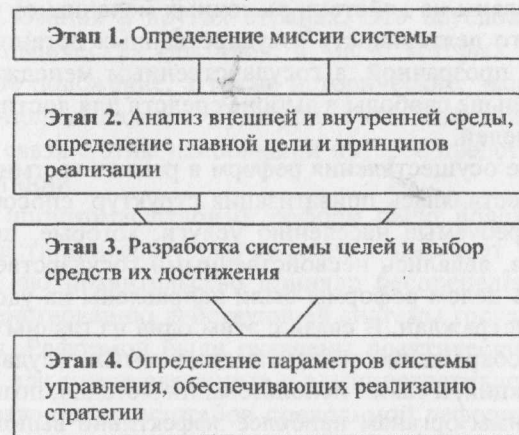 Этап 1. Определение миссии системы
Этап 2. Анализ внешней и внутренней среды,
определение главной цели и принципов
реализации
Этап 3. Разработка системы целей и выбор
средств их достижения
Этап 4. Определение параметров системы
управления, обеспечивающих реализацию
стратегии